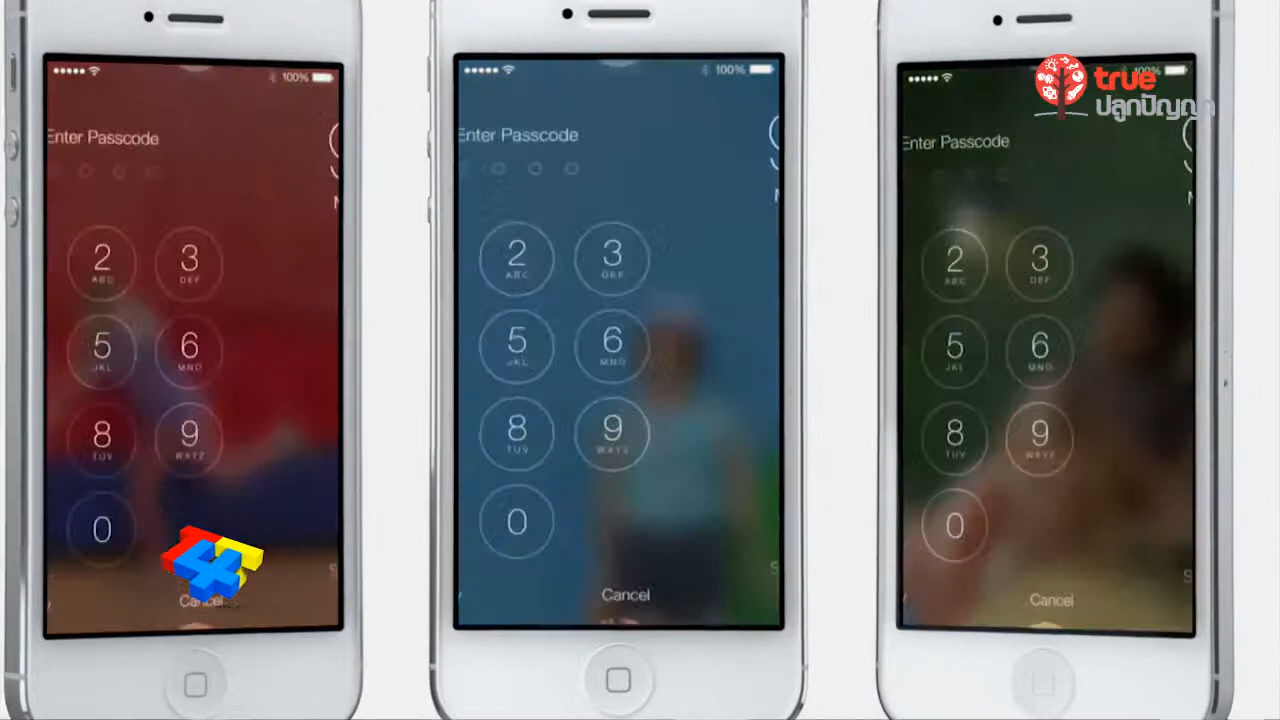 100%
100%
100%
true
ปลูกปัญญา
Enter Passcode
Enter Passcode
Enter Passcode
2
ABC
3
DEF
2
ABC
3
DEF
2
ABC
3
DEF
5
JKL
6
MNO
5
JKL
6
MNO
5
JKL
6
MNO
8
TUV
9
WXYZ
8
TUV
9
WXYZ
8
TUV
9
WXYZ
0
0
0
Cancel
Cancel
Cancel